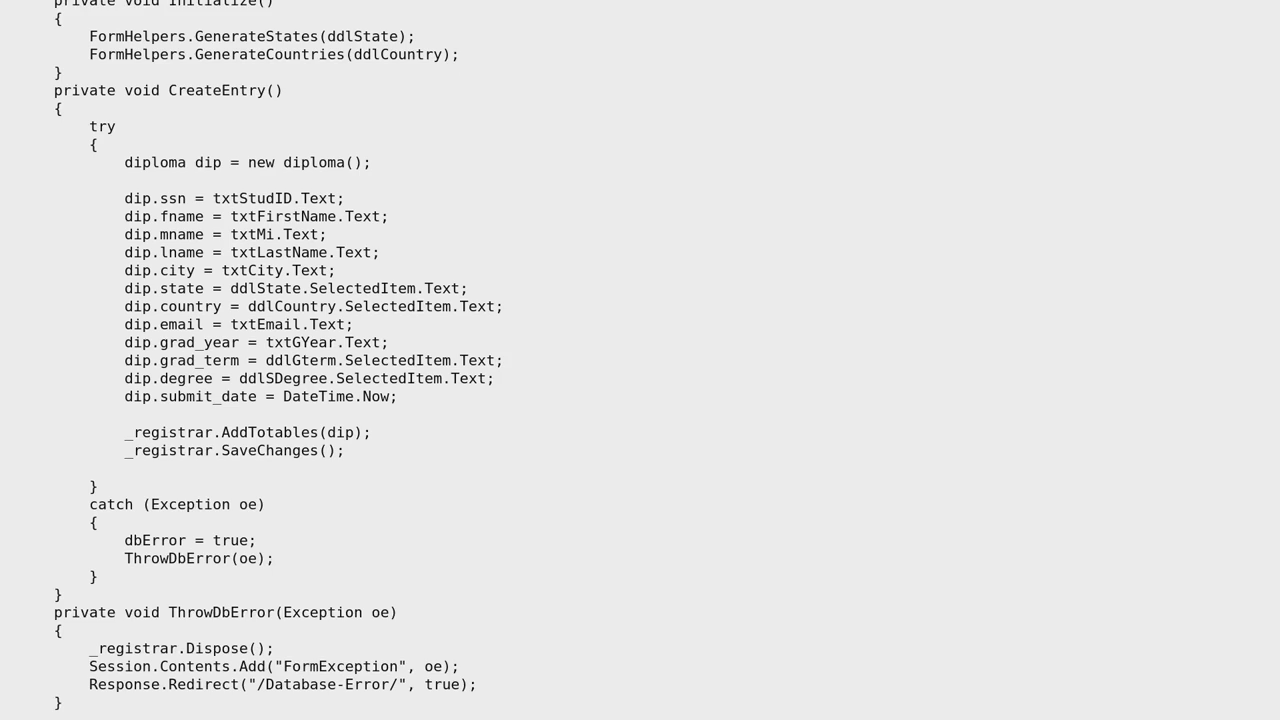 private void Initialize()
{
FormHelpers.GenerateStates(ddlState);
FormHelpers.GenerateCountries(ddlCountry);
}
private void CreateEntry()
{
try
{
diploma dip = new diploma();
dip.ssn = txtStudID.Text;
dip.fname = txtFirstName.Text;
dip.mname = txtMi.Text;
dip.lname = txtLastName.Text;
dip.city = txtCity.Text;
dip.state = ddlState.SelectedItem.Text;
dip.country = ddlCountry.SelectedItem.Text;
dip.email = txtEmail.Text;
dip.grad_year = txtGYear.Text;
dip.grad_term = ddlGterm.SelectedItem.Text;
dip.degree = ddlSDegree.SelectedItem.Text;
dip.submit_date = DateTime.Now;
_registrar.AddTotables(dip);
_registrar.SaveChanges();
}
catch (Exception oe)
{
dbError = true;
ThrowDbError(oe);
}
}
private void ThrowDbError(Exception oe)
{
_registrar.Dispose();
Session.Contents.Add("FormException", oe);
Response.Redirect("/Database-Error/", true);
}